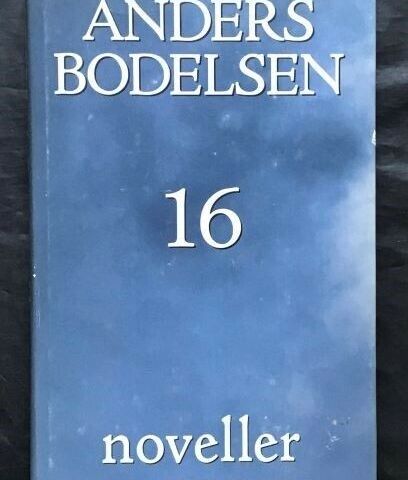 ANDERS
BODELSEN
16
noveller